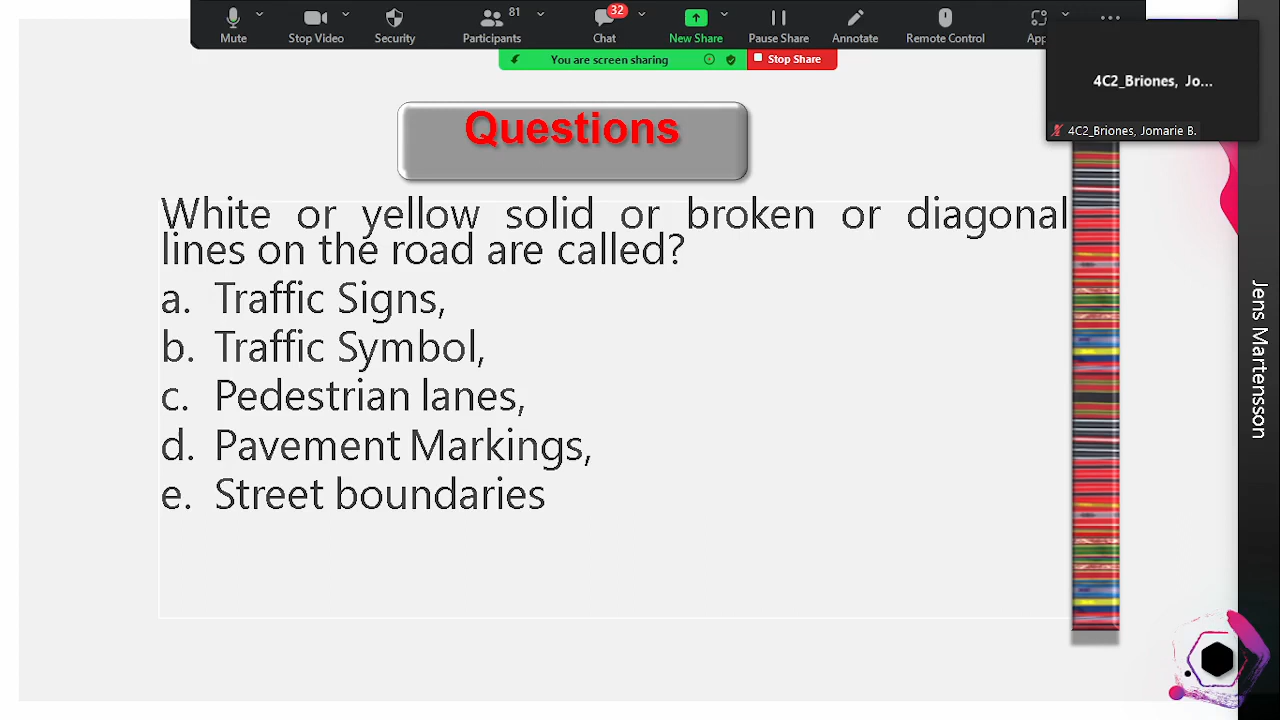 Mute
Stop Video
Security
Participants
81
Chat
32
New Share
Pause Share
Annotate
Remote Control
App
You are screen sharing
Stop Share
4C2_Briones, Jo...
4C2_Briones, Jomarie B.
Questions
White or yellow solid or broken or diagonal
lines on the road are called?
a. Traffic Signs,
b. Traffic Symbol,
c. Pedestrian lanes,
d. Pavement Markings,
e. Street boundaries
Jens Martensson